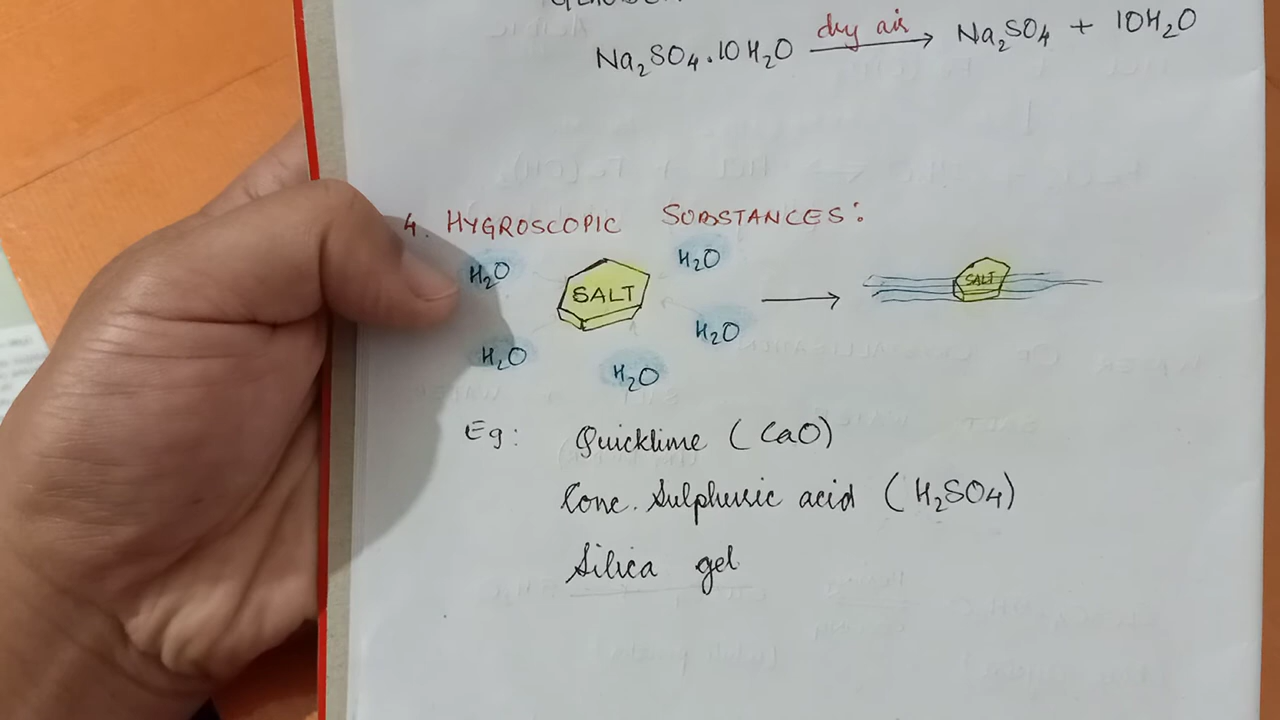 Na₂SO₄.10H₂O dry air → Na₂SO₄ + 10H₂O
4. HYGROSCOPIC SUBSTANCES:
H₂O SALT H₂O → SALT
H₂O
H₂O
H₂O
Eg: Quicklime (CaO)
Conc. Sulphuric acid (H₂SO₄)
Silica gel